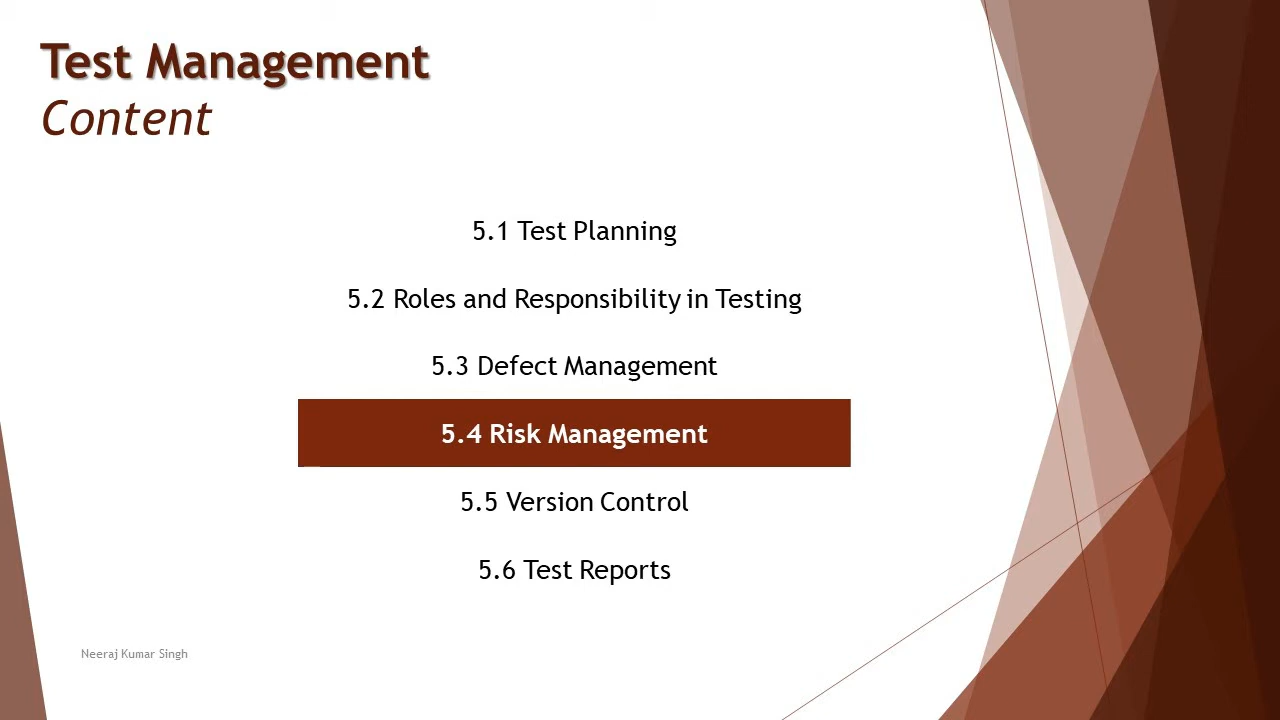 Test Management
Content
5.1 Test Planning
5.2 Roles and Responsibility in Testing
5.3 Defect Management
5.4 Risk Management
5.5 Version Control
5.6 Test Reports
Neeraj Kumar Singh